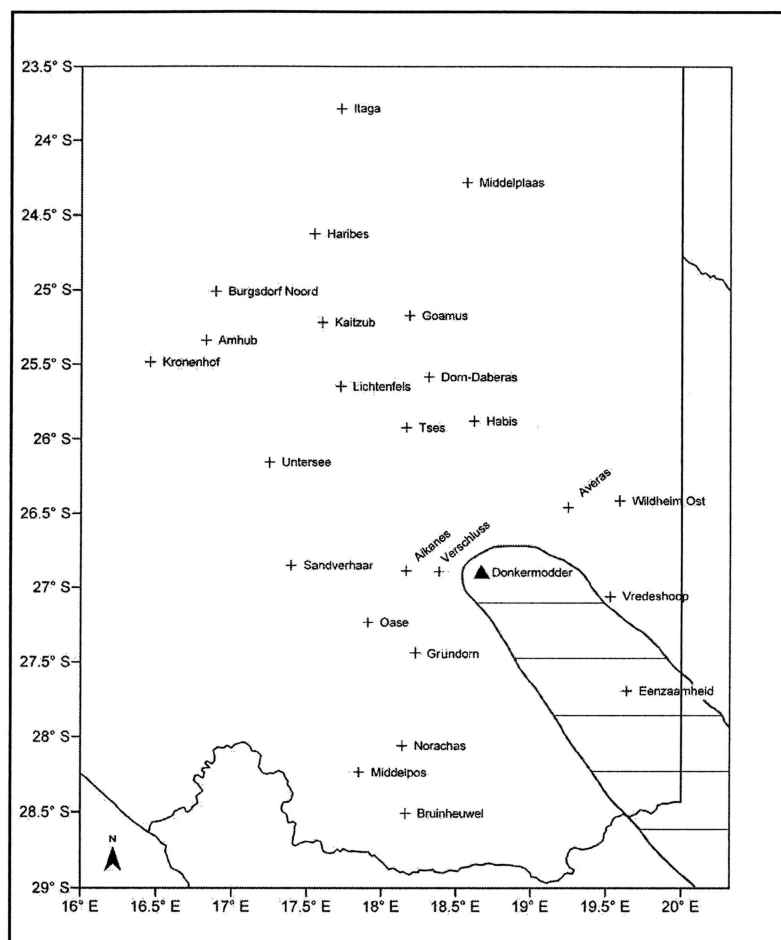 23.5° S
Itaga
24° S
Middelplaas
24.5° S
Haribes
25° S
Burgsdorf Noord
Goamus
Kaitzub
Amhub
25.5° S
Kronenhof
Dorn-Daberas
Lichtenfels
Habis
Tses
26° S
Untersee
Averas
Wildheim Ost
26.5° S
Aikanes
Verschluss
Sandverhaar
Donkermodder
27° S
Vredeshoop
Oase
Grundorn
27.5° S
Eenzaamheid
28° S
Norachas
Middelpos
28.5° S
Bruinheuwel
N
29° S
16° E 16.5° E 17° E 17.5° E 18° E 18.5° E 19° E 19.5° E 20° E